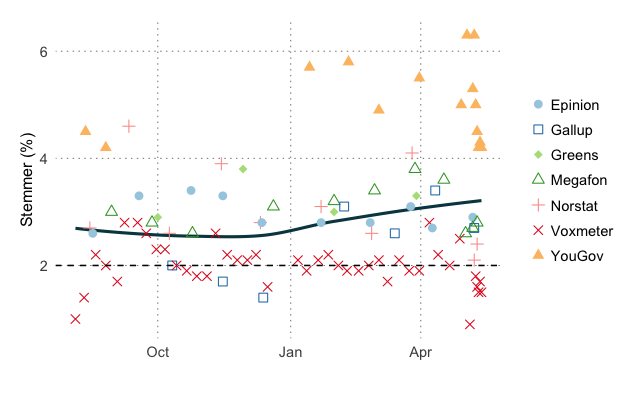 6
4
2
Stemmer (%)
Oct
Jan
Apr
Epinion
Gallup
Greens
Megafon
Norstat
Voxmeter
YouGov